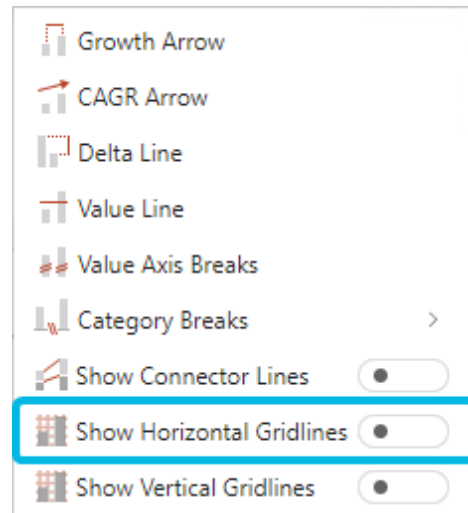 Growth Arrow
CAGR Arrow
Delta Line
Value Line
Value Axis Breaks
Category Breaks
Show Connector Lines
Show Horizontal Gridlines
Show Vertical Gridlines